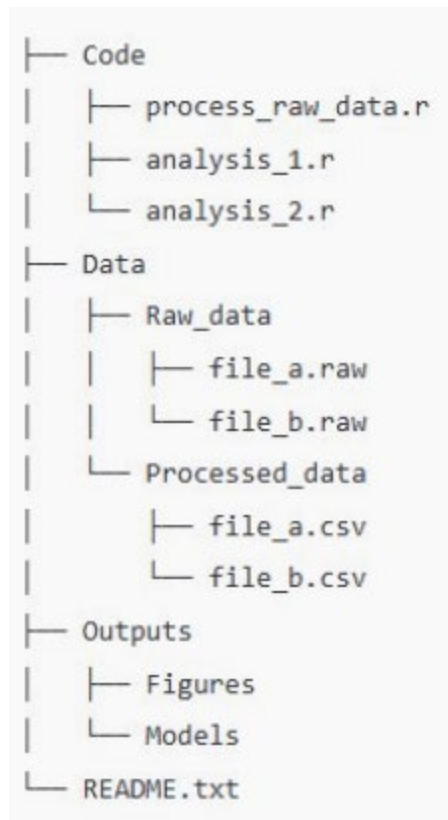 ├── Code
│   ├── process_raw_data.r
│   ├── analysis_1.r
│   └── analysis_2.r
├── Data
│   ├── Raw_data
│   │   ├── file_a.raw
│   │   └── file_b.raw
│   └── Processed_data
│       ├── file_a.csv
│       └── file_b.csv
├── Outputs
│   ├── Figures
│   └── Models
└── README.txt